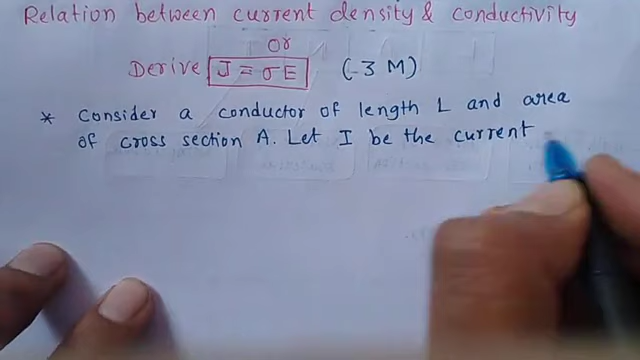 Relation between current density & conductivity
or
Derive J = σE (-3 M)
* Consider a conductor of length L and area
of cross section A. Let I be the current